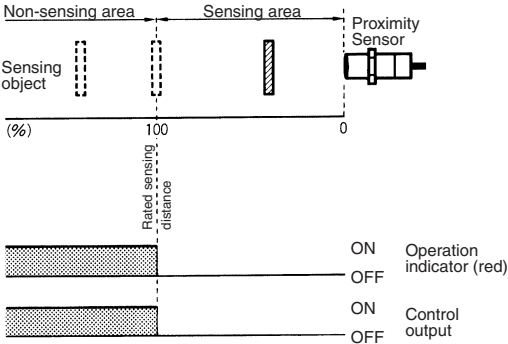 Non-sensing area
Sensing area
Proximity
Sensor
Sensing
object
(%)
100
0
Rated sensing
distance
ON
OFF
Operation
indicator (red)
ON
OFF
Control
output